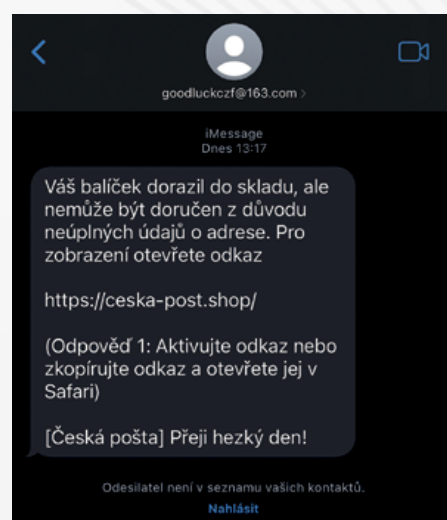 goodluckczf@163.com >
iMessage
Dnes 13:17
Váš balíček dorazil do skladu, ale
nemůže být doručen z důvodu
neúplných údajů o adrese. Pro
zobrazení otevřete odkaz
https://ceska-post.shop/
(Odpověď 1: Aktivujte odkaz nebo
zkopírujte odkaz a otevřete jej v
Safari)
[Česká pošta] Přeji hezký den!
Odesilatel není v seznamu vašich kontaktů.
Nahlásit